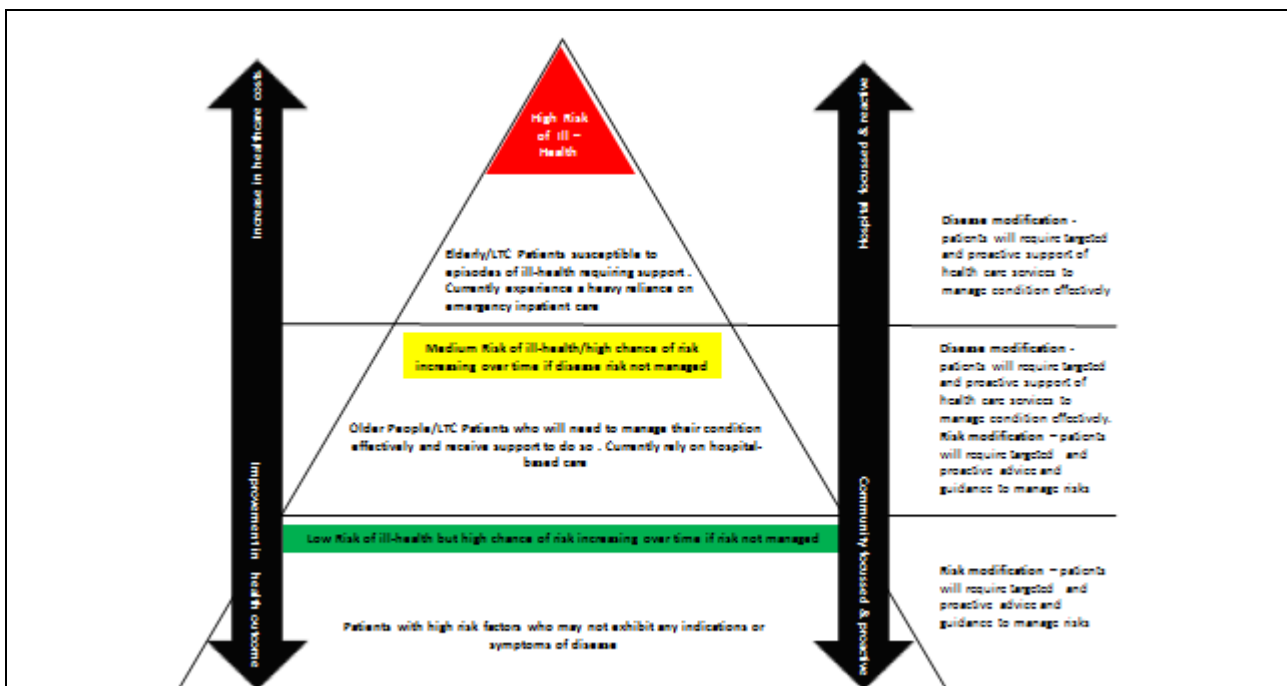 Increase in healthcare costs
Improvement in health outcome
High Risk
of Ill –
Health
Elderly/LTC Patients susceptible to
episodes of ill-health requiring support .
Currently experience a heavy reliance on
emergency inpatient care
Medium Risk of ill-health/high chance of risk
increasing over time if disease risk not managed
Older People/LTC Patients who will need to manage their condition
effectively and receive support to do so . Currently rely on hospital-
based care
Low Risk of ill-health but high chance of risk increasing over time if risk not managed
Patients with high risk factors who may not exhibit any indications or
symptoms of disease
Hospital focussed & reactive
Community focussed & proactive
Disease modification -
patients will require targeted
and proactive support of
health care services to
manage condition effectively
Disease modification -
patients will require targeted
and proactive support of
health care services to
manage condition effectively.
Risk modification – patients
will require targeted and
proactive advice and
guidance to manage risks
Risk modification – patients
will require targeted and
proactive advice and
guidance to manage risks